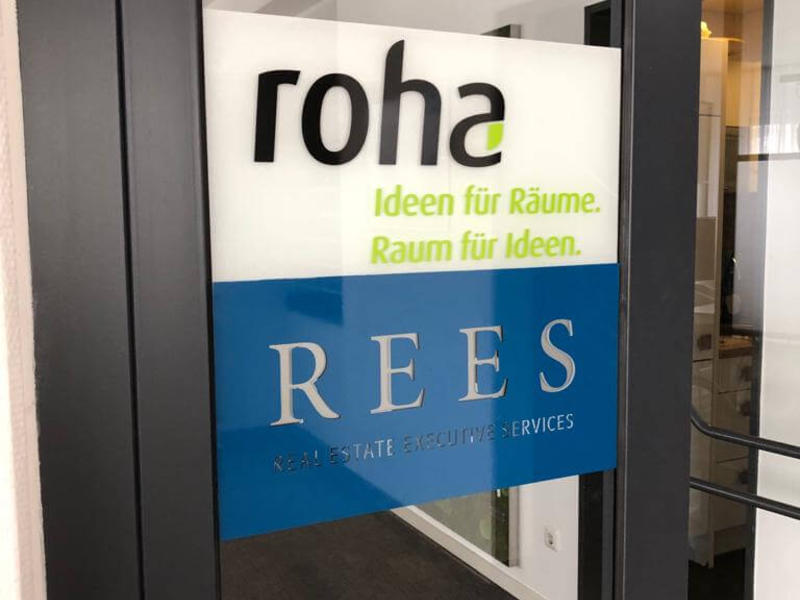 roha
Ideen für Räume.
Raum für Ideen.
REES
REAL ESTATE EXECUTIVE SERVICES